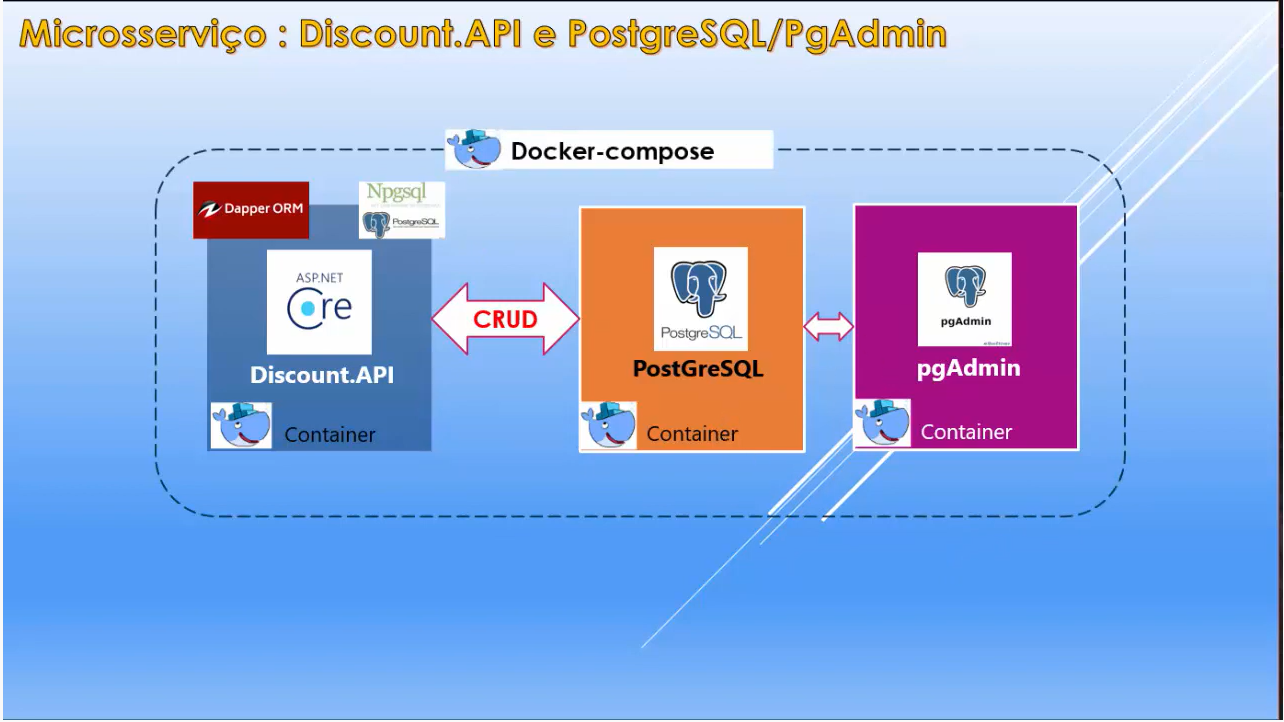 Microsserviço : Discount.API e PostgreSQL/PgAdmin
Docker-compose
Dapper ORM
Npgsql
PostgreSQL
ASP.NET
Core
Discount.API
Container
CRUD
PostgreSQL
PostGreSQL
Container
pgAdmin
pgAdmin
Container